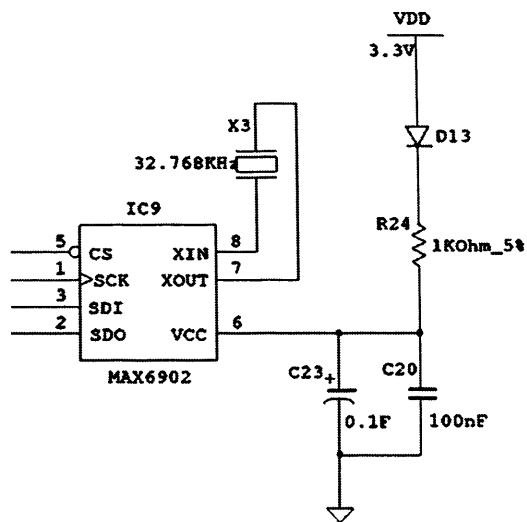 VDD
3.3V
X3
D13
32.768KHz
IC9
R24
1KOhm_5%
5 CS XIN 8
1 SCK XOUT 7
3 SDI
2 SDO VCC 6
MAX6902
C23 + C20
0.1F 100nF